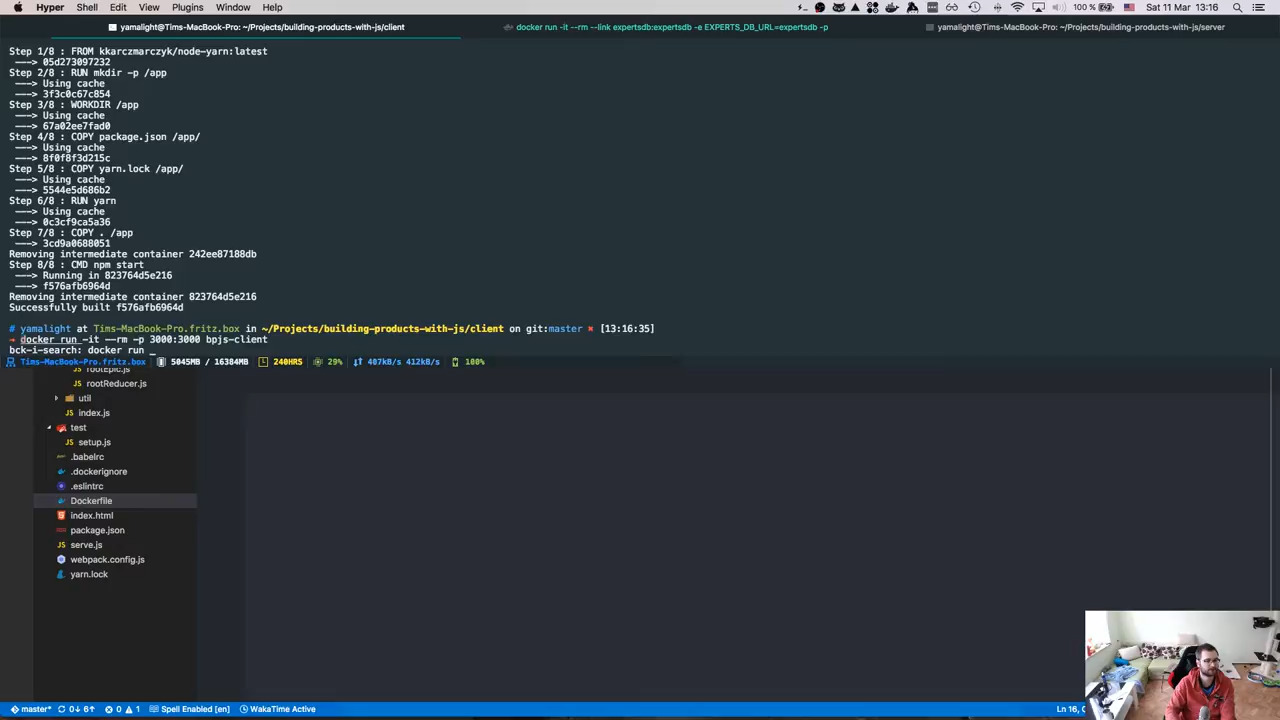 Hyper Shell Edit View Plugins Window Help 100 % Sat 11 Mar 13:16
yamalight@Tims-MacBook-Pro: ~/Projects/building-products-with-js/client
docker run -it --rm --link expertsdb:expertsdb -e EXPERTS_DB_URL=expertsdb -p
yamalight@Tims-MacBook-Pro: ~/Projects/building-products-with-js/server
Step 1/8 : FROM kkarczmarczyk/node-yarn:latest
---> 05d273097232
Step 2/8 : RUN mkdir -p /app
---> Using cache
---> 3f3c0c67c854
Step 3/8 : WORKDIR /app
---> Using cache
---> 67a02ee7fad0
Step 4/8 : COPY package.json /app/
---> Using cache
---> 8f0f8f3d215c
Step 5/8 : COPY yarn.lock /app/
---> Using cache
---> 5544e5d686b2
Step 6/8 : RUN yarn
---> Using cache
---> 0c3cf9ca5a36
Step 7/8 : COPY . /app
---> 3cd9a0688051
Removing intermediate container 242ee87188db
Step 8/8 : CMD npm start
---> Running in 823764d5e216
---> f576afb6964d
Removing intermediate container 823764d5e216
Successfully built f576afb6964d
# yamalight at Tims-MacBook-Pro.fritz.box in ~/Projects/building-products-with-js/client on git:master ✖ [13:16:35]
→ docker run -it --rm -p 3000:3000 bpjs-client
bck-i-search: docker run _
Tims-MacBook-Pro.fritz.box 5045MB / 16384MB 240HRS 29% 407kB/s 412kB/s 100%
rootEpic.js
JS rootReducer.js
util
JS index.js
test
JS setup.js
.babelrc
.dockerignore
.eslintrc
Dockerfile
index.html
package.json
JS serve.js
webpack.config.js
yarn.lock
master* 0↓ 6↑ 0 1 Spell Enabled [en] WakaTime Active Ln 16,